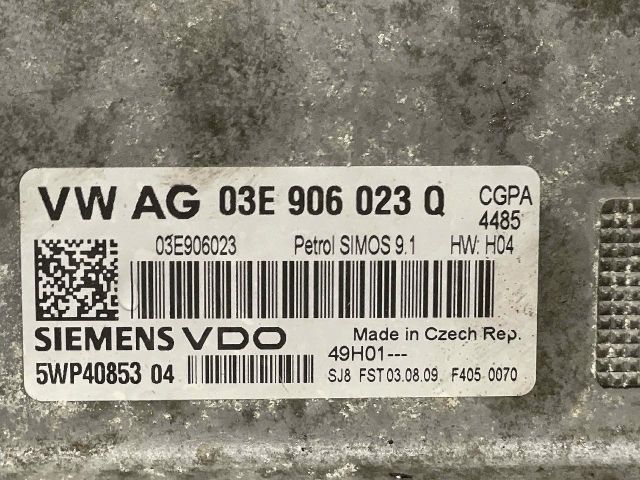 VW AG 03E 906 023 Q CGPA
4485
03E906023 Petrol SIMOS 9.1 HW: H04
SIEMENS VDO Made in Czech Rep.
49H01---
5WP40853 04 SJ8 FST 03.08.09 F405 0070